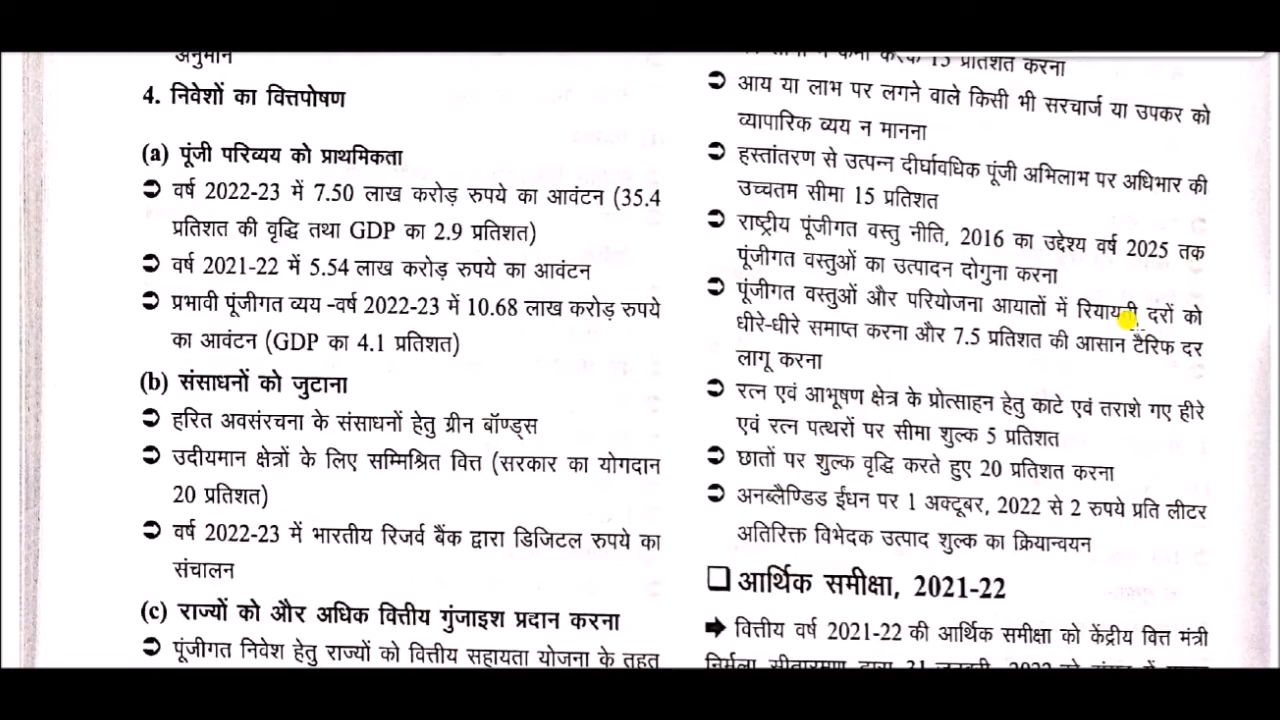 अनुमान
4. निवेशों का वित्तपोषण
(a) पूंजी परिव्यय को प्राथमिकता
➲ वर्ष 2022-23 में 7.50 लाख करोड़ रुपये का आवंटन (35.4
प्रतिशत की वृद्धि तथा GDP का 2.9 प्रतिशत)
➲ वर्ष 2021-22 में 5.54 लाख करोड़ रुपये का आवंटन
➲ प्रभावी पूंजीगत व्यय -वर्ष 2022-23 में 10.68 लाख करोड़ रुपये
का आवंटन (GDP का 4.1 प्रतिशत)
(b) संसाधनों को जुटाना
➲ हरित अवसंरचना के संसाधनों हेतु ग्रीन बॉण्ड्स
➲ उदीयमान क्षेत्रों के लिए सम्मिश्रित वित्त (सरकार का योगदान
20 प्रतिशत)
➲ वर्ष 2022-23 में भारतीय रिजर्व बैंक द्वारा डिजिटल रुपये का
संचालन
(c) राज्यों को और अधिक वित्तीय गुंजाइश प्रदान करना
➲ पूंजीगत निवेश हेतु राज्यों को वित्तीय सहायता योजना के तहत
15 प्रतिशत करना
➲ आय या लाभ पर लगने वाले किसी भी सरचार्ज या उपकर को
व्यापारिक व्यय न मानना
➲ हस्तांतरण से उत्पन्न दीर्घावधिक पूंजी अभिलाभ पर अधिभार की
उच्चतम सीमा 15 प्रतिशत
➲ राष्ट्रीय पूंजीगत वस्तु नीति, 2016 का उद्देश्य वर्ष 2025 तक
पूंजीगत वस्तुओं का उत्पादन दोगुना करना
➲ पूंजीगत वस्तुओं और परियोजना आयातों में रियायती दरों को
धीरे-धीरे समाप्त करना और 7.5 प्रतिशत की आसान टैरिफ दर
लागू करना
➲ रत्न एवं आभूषण क्षेत्र के प्रोत्साहन हेतु काटे एवं तराशे गए हीरे
एवं रत्न पत्थरों पर सीमा शुल्क 5 प्रतिशत
➲ छातों पर शुल्क वृद्धि करते हुए 20 प्रतिशत करना
➲ अनब्लैण्डिड ईंधन पर 1 अक्टूबर, 2022 से 2 रुपये प्रति लीटर
अतिरिक्त विभेदक उत्पाद शुल्क का क्रियान्वयन
❑ आर्थिक समीक्षा, 2021-22
➡ वित्तीय वर्ष 2021-22 की आर्थिक समीक्षा को केंद्रीय वित्त मंत्री
निर्मला सीतारमण द्वारा 31 जनवरी, 2022 को संसद में